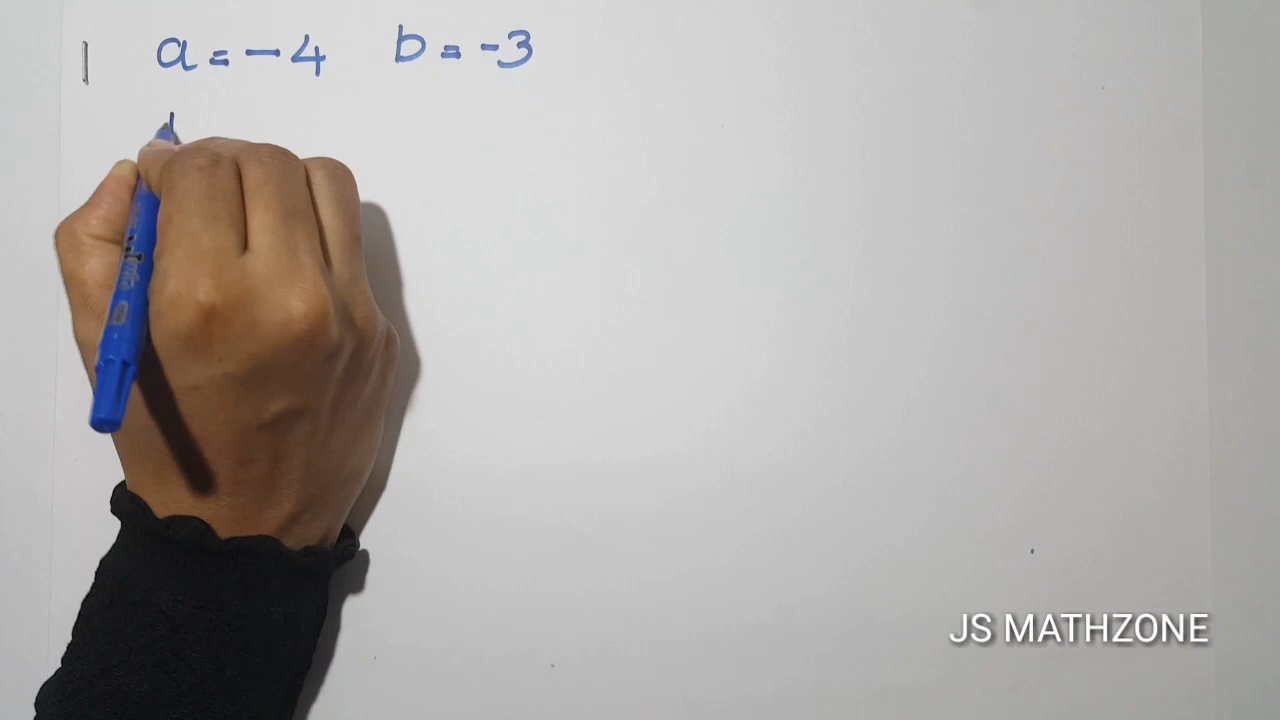 | a = -4 b = -3
JS MATHZONE